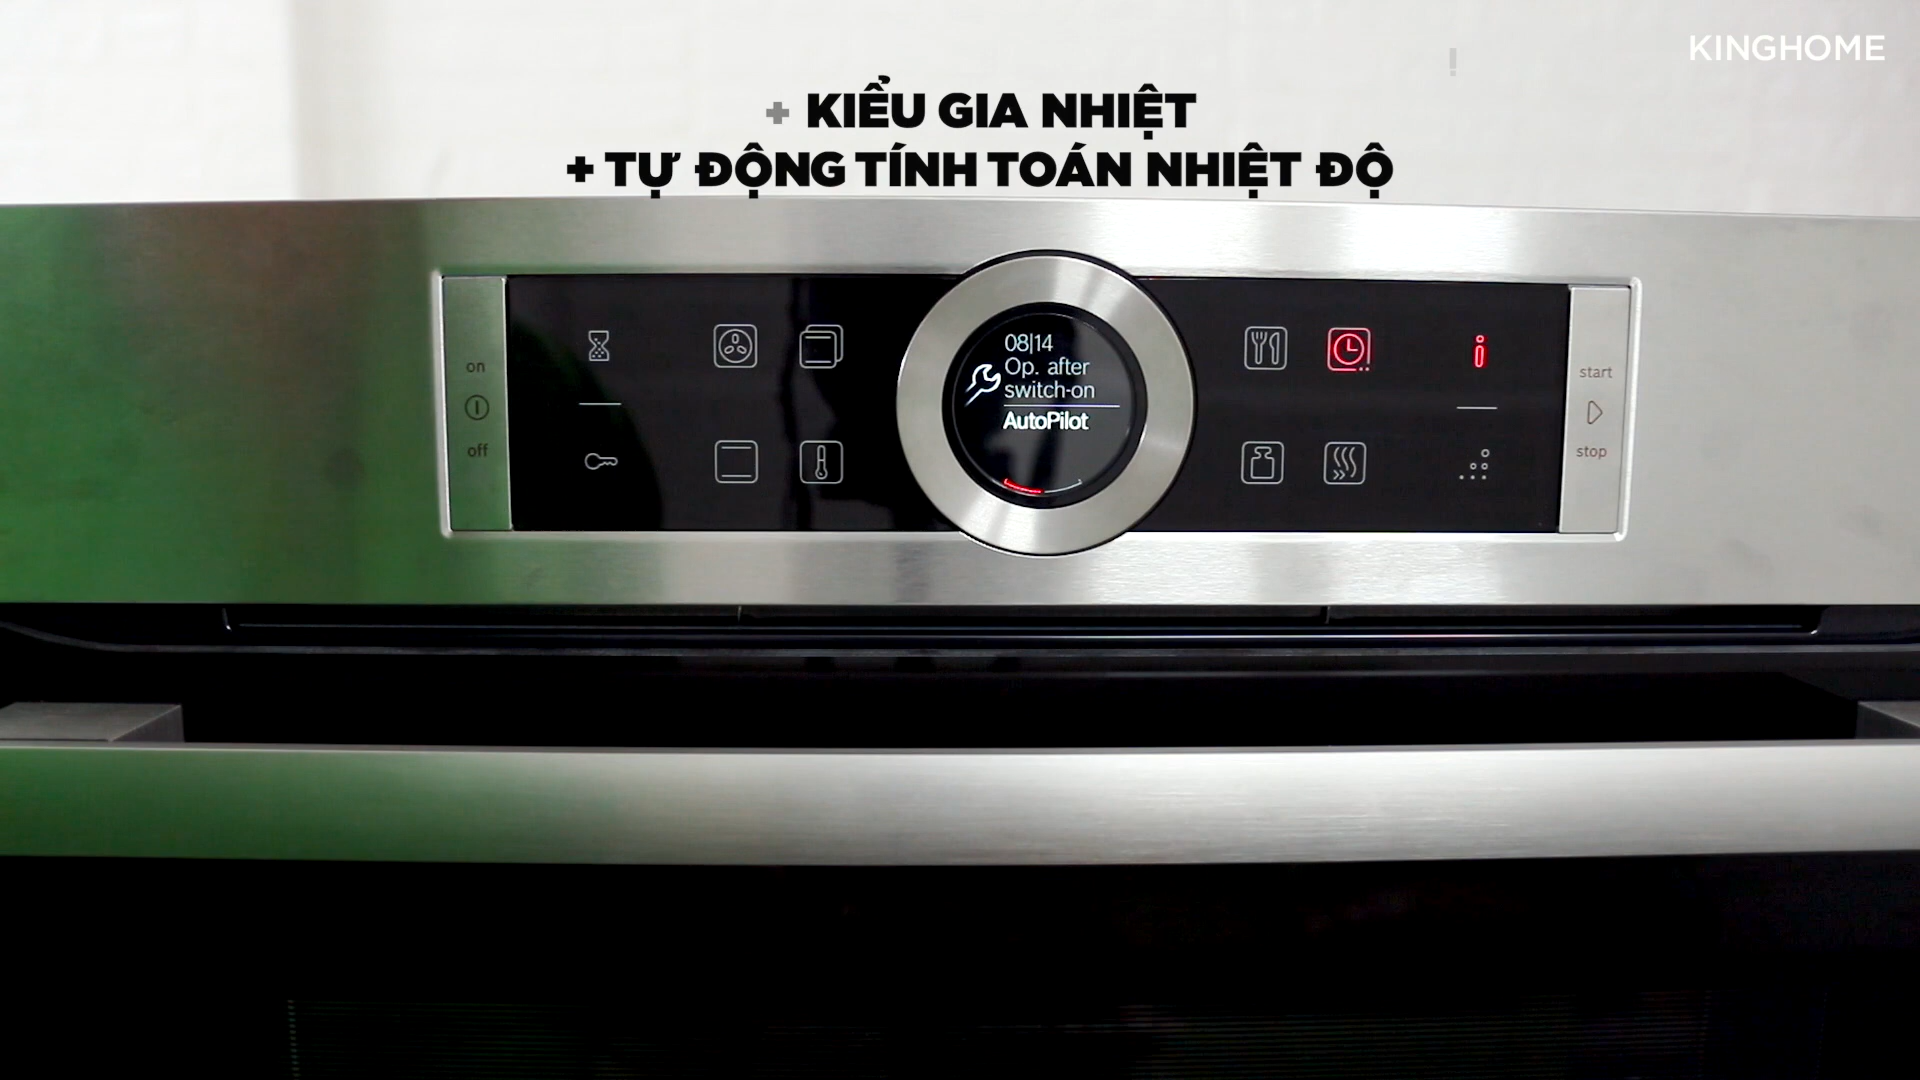 KINGHOME
+ KIỂU GIA NHIỆT
+ TỰ ĐỘNG TÍNH TOÁN NHIỆT ĐỘ
on
off
08|14
Op. after
switch-on
AutoPilot
start
stop